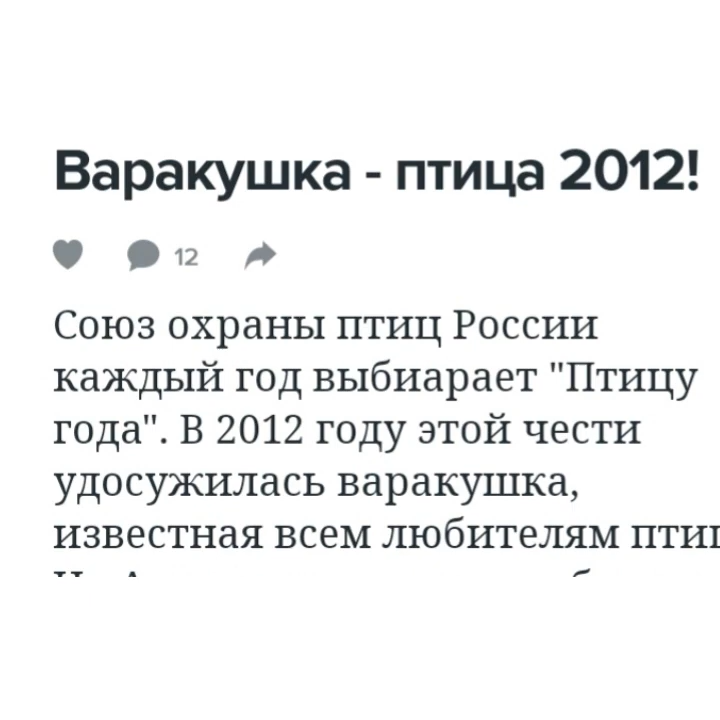 Варакушка - птица 2012!
12
Союз охраны птиц России
каждый год выбиарает "Птицу
года". В 2012 году этой чести
удосужилась варакушка,
известная всем любителям